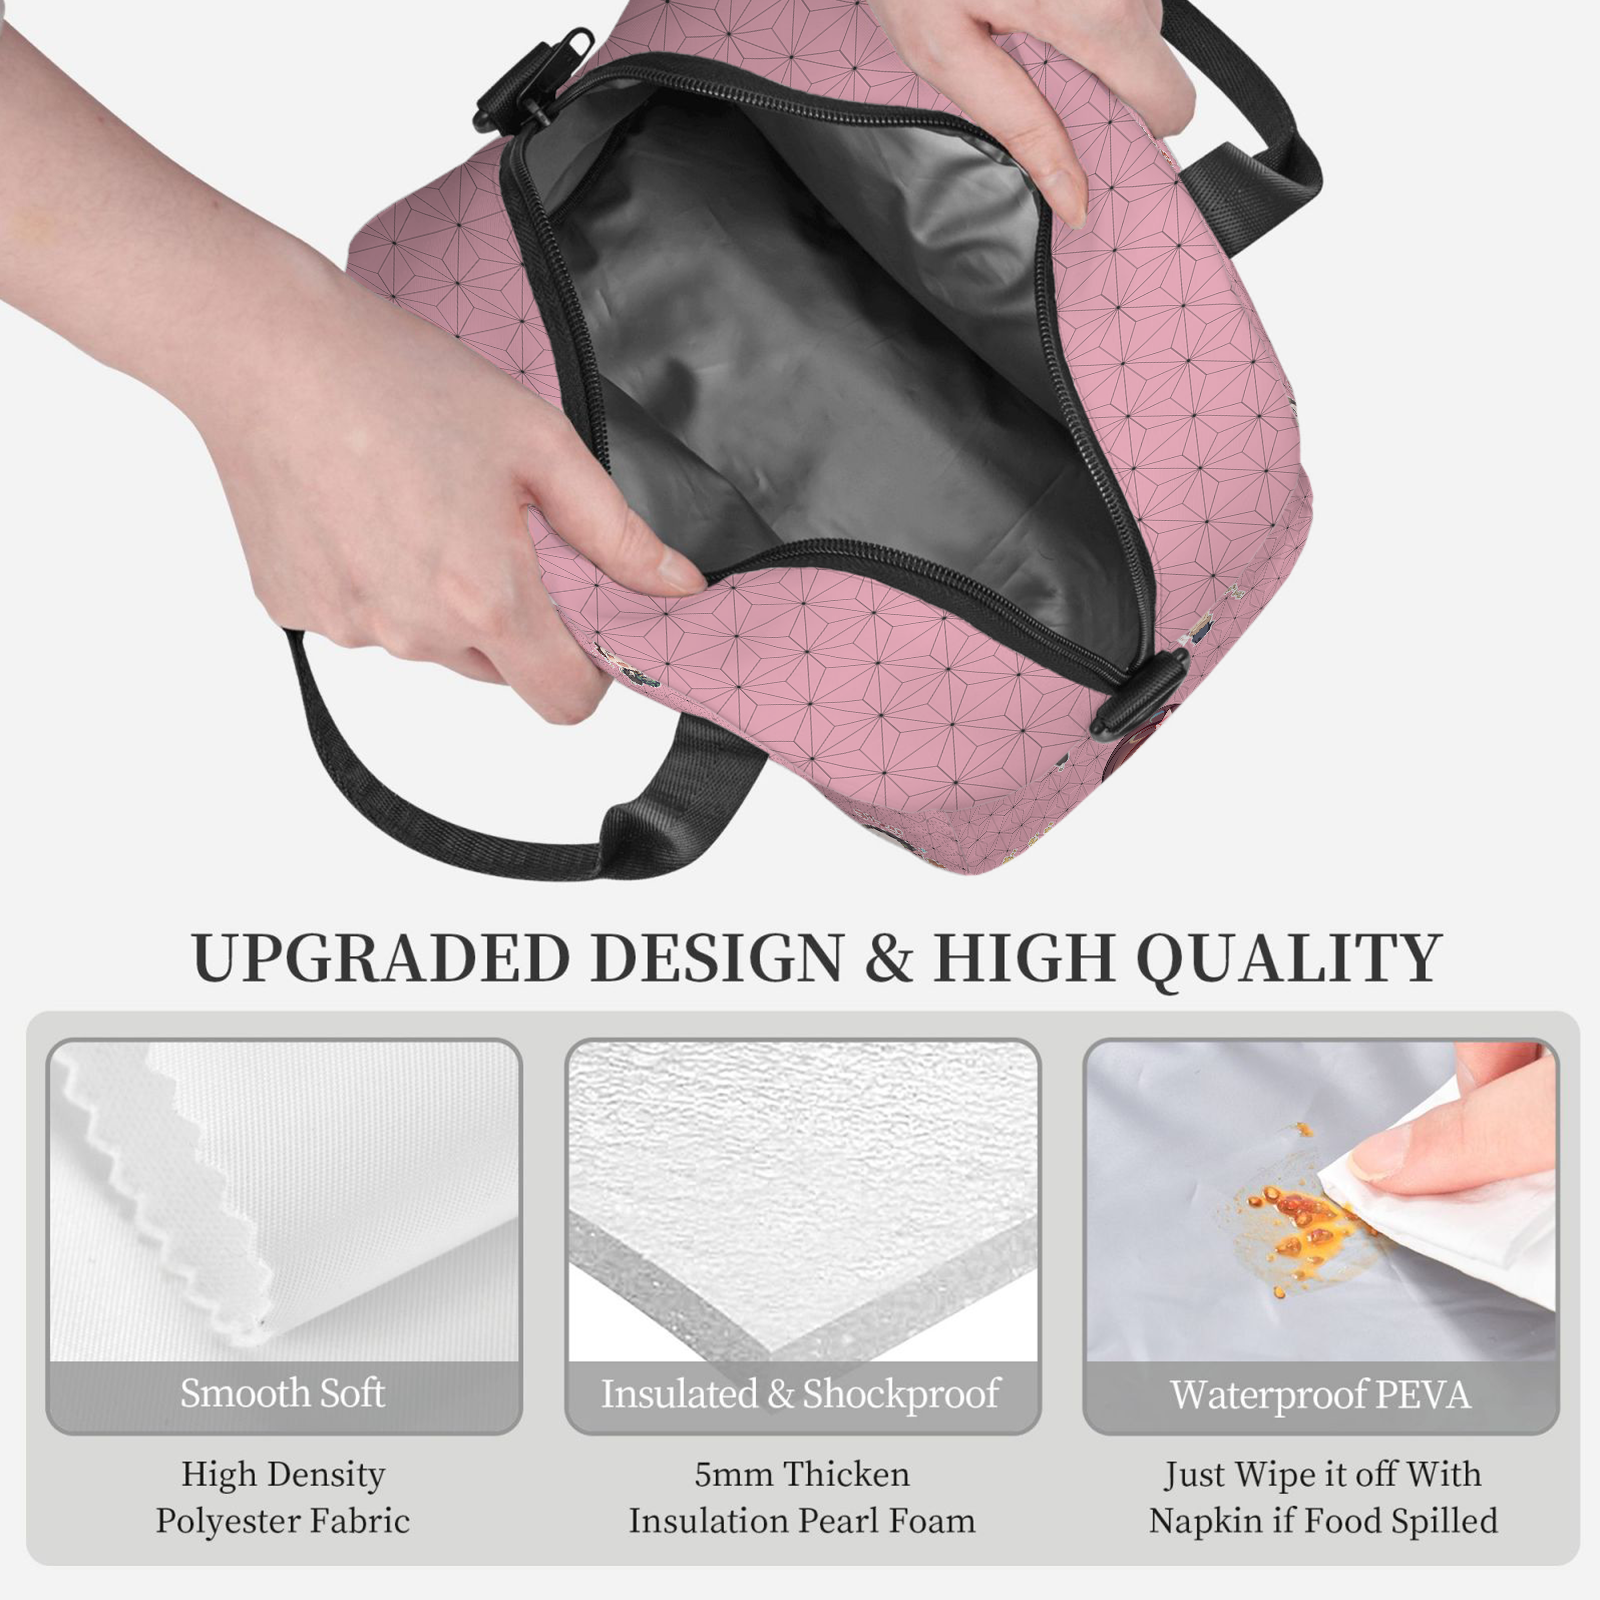 UPGRADED DESIGN & HIGH QUALITY
Smooth Soft
Insulated & Shockproof
Waterproof PEVA
High Density
Polyester Fabric
5mm Thicken
Insulation Pearl Foam
Just Wipe it off With
Napkin if Food Spilled